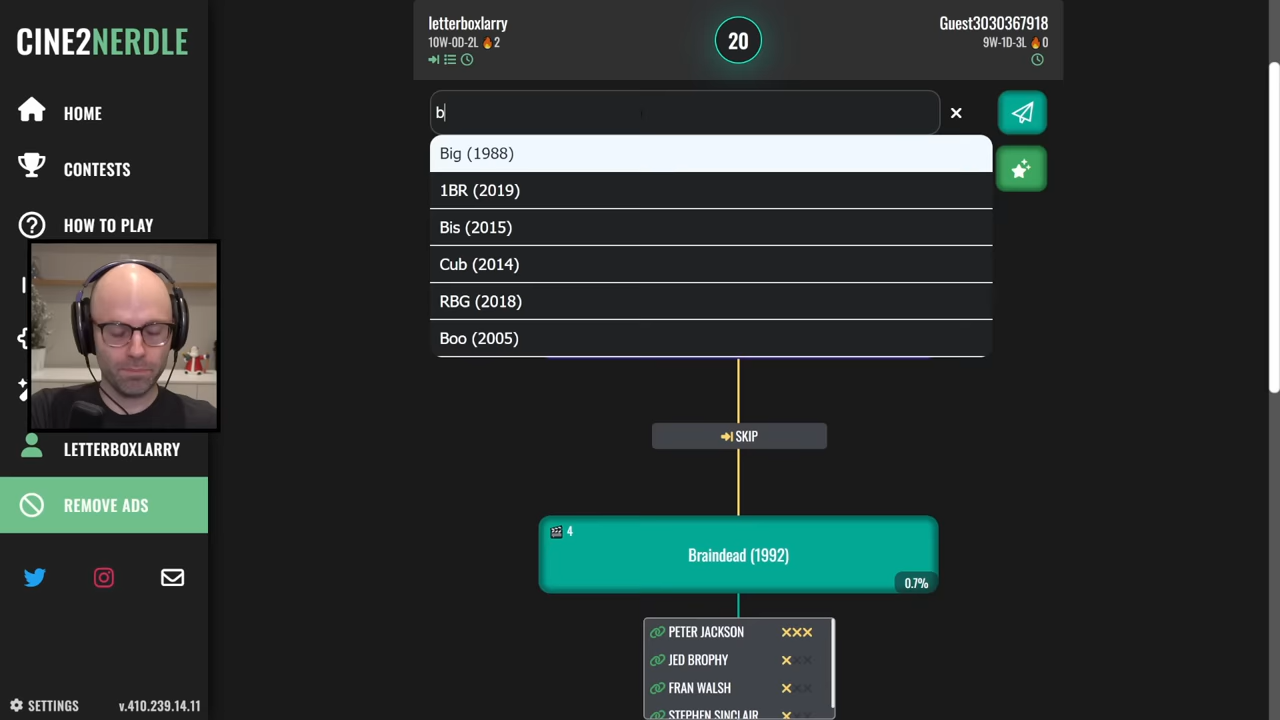 CINE2NERDLE
HOME
CONTESTS
HOW TO PLAY
LETTERBOXLARRY
REMOVE ADS
SETTINGS
v.410.239.14.11
letterboxlarry
10W-0D-2L 2
20
Guest3030367918
9W-1D-3L 0
b
Big (1988)
1BR (2019)
Bis (2015)
Cub (2014)
RBG (2018)
Boo (2005)
SKIP
4
Braindead (1992)
0.7%
PETER JACKSON
JED BROPHY
FRAN WALSH
STEPHEN SINCLAIR